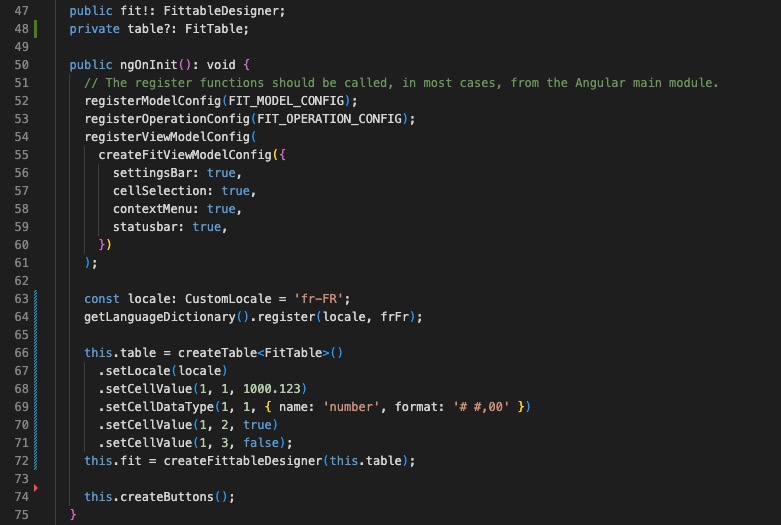 47 public fit!: FittableDesigner;
48 private table?: FitTable;
49
50 public ngOnInit(): void {
51 // The register functions should be called, in most cases, from the Angular main module.
52 registerModelConfig(FIT_MODEL_CONFIG);
53 registerOperationConfig(FIT_OPERATION_CONFIG);
54 registerViewModelConfig(
55 createFitViewModelConfig({
56 settingsBar: true,
57 cellSelection: true,
58 contextMenu: true,
59 statusbar: true,
60 })
61 );
62
63 const locale: CustomLocale = 'fr-FR';
64 getLanguageDictionary().register(locale, frFr);
65
66 this.table = createTable<FitTable>()
67 .setLocale(locale)
68 .setCellValue(1, 1, 1000.123)
69 .setCellDataType(1, 1, { name: 'number', format: '# #,00' })
70 .setCellValue(1, 2, true)
71 .setCellValue(1, 3, false);
72 this.fit = createFittableDesigner(this.table);
73
74 this.createButtons();
75 }